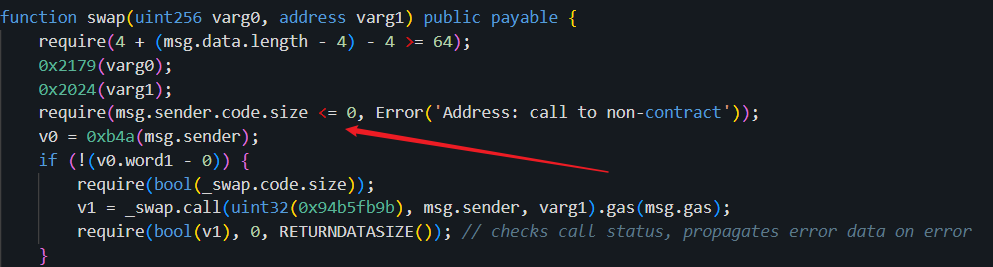 function swap(uint256 varg0, address varg1) public payable {
    require(4 + (msg.data.length - 4) - 4 >= 64);
    0x2179(varg0);
    0x2024(varg1);
    require(msg.sender.code.size <= 0, Error('Address: call to non-contract'));
    v0 = 0xb4a(msg.sender);
    if (!(v0.word1 - 0)) {
        require(bool(_swap.code.size));
        v1 = _swap.call(uint32(0x94b5fb9b), msg.sender, varg1).gas(msg.gas);
        require(bool(v1), 0, RETURNDATASIZE()); // checks call status, propagates error data on error
    }